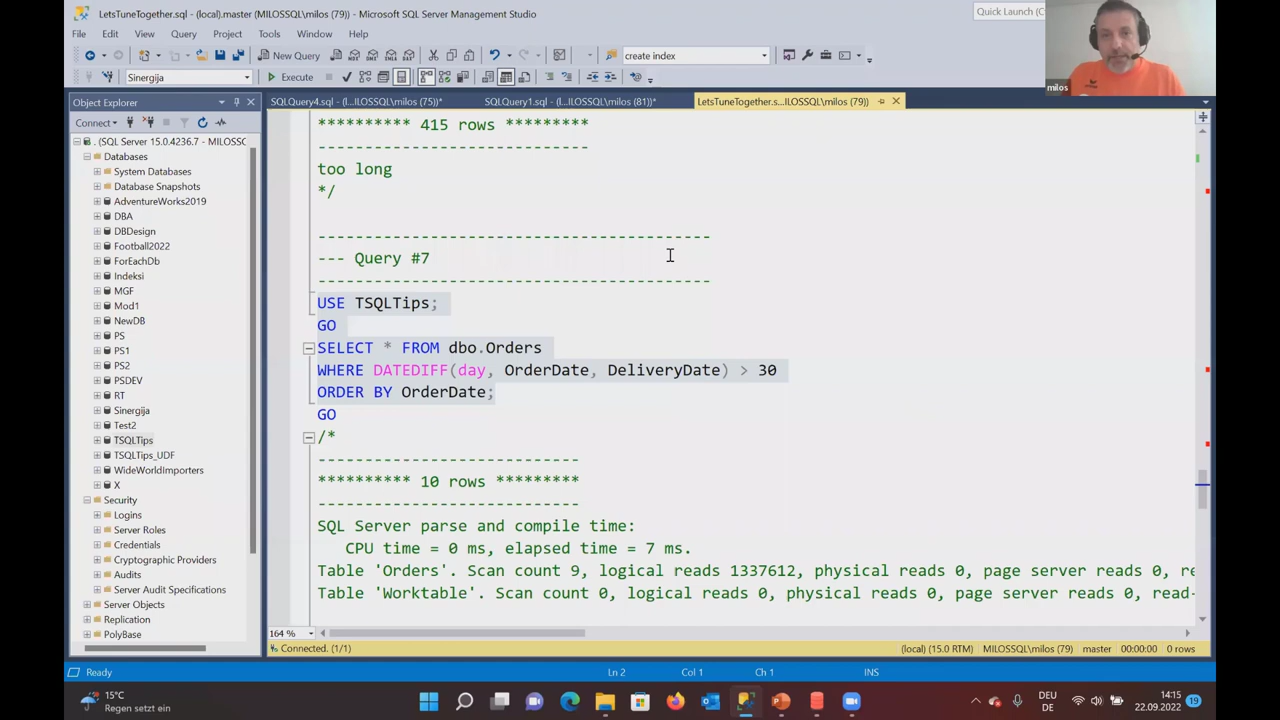 LetsTuneTogether.sql - (local).master (MILOSSQL\milos (79)) - Microsoft SQL Server Management Studio
Quick Launch (C
File Edit View Query Project Tools Window Help
New Query
create index
Sinergija
Execute
milos
Object Explorer
SQLQuery4.sql - (l...ILOSSQL\milos (75))*
SQLQuery1.sql - (l...ILOSSQL\milos (81))*
LetsTuneTogether.s...ILOSSQL\milos (79))
Connect
. (SQL Server 15.0.4236.7 - MILOSSC
Databases
System Databases
Database Snapshots
AdventureWorks2019
DBA
DBDesign
Football2022
ForEachDb
Indeksi
MGF
Mod1
NewDB
PS
PS1
PS2
PSDEV
RT
Sinergija
Test2
TSQLTips
TSQLTips_UDF
WideWorldImporters
X
Security
Logins
Server Roles
Credentials
Cryptographic Providers
Audits
Server Audit Specifications
Server Objects
Replication
PolyBase
********** 415 rows *********
-----------------------------
too long
*/
-------------------------------------------
--- Query #7
-------------------------------------------
USE TSQLTips;
GO
SELECT * FROM dbo.Orders
WHERE DATEDIFF(day, OrderDate, DeliveryDate) > 30
ORDER BY OrderDate;
GO
/*
----------------------------
********** 10 rows *********
----------------------------
SQL Server parse and compile time:
CPU time = 0 ms, elapsed time = 7 ms.
Table 'Orders'. Scan count 9, logical reads 1337612, physical reads 0, page server reads 0, re
Table 'Worktable'. Scan count 0, logical reads 0, physical reads 0, page server reads 0, read-
164 %
Connected. (1/1)
(local) (15.0 RTM) MILOSSQL\milos (79) master 00:00:00 0 rows
Ready
Ln 2 Col 1 Ch 1 INS
15°C
Regen setzt ein
DEU
DE
14:15
22.09.2022
19